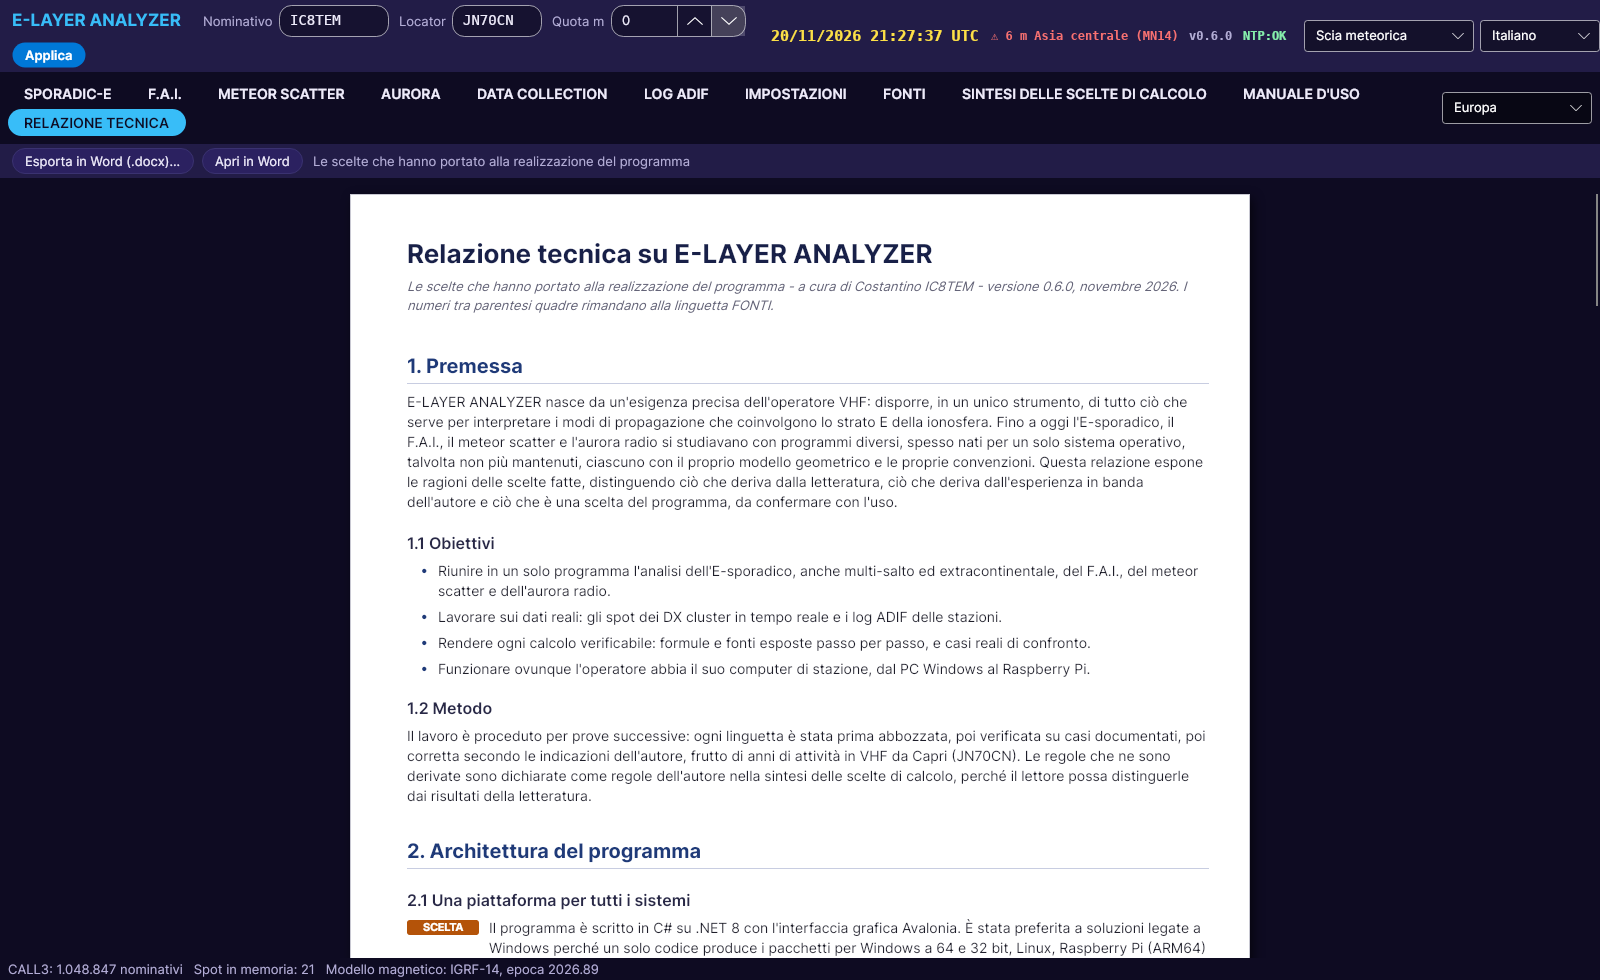 E-LAYER ANALYZER Nominativo IC8TEM Locator JN70CN Quota m 0
20/11/2026 21:27:37 UTC ⚠ 6 m Asia centrale (MN14) v0.6.0 NTP:OK Scia meteorica Italiano
Applica
SPORADIC-E F.A.I. METEOR SCATTER AURORA DATA COLLECTION LOG ADIF IMPOSTAZIONI FONTI SINTESI DELLE SCELTE DI CALCOLO MANUALE D'USO
Europa
RELAZIONE TECNICA
Esporta in Word (.docx)... Apri in Word Le scelte che hanno portato alla realizzazione del programma
Relazione tecnica su E-LAYER ANALYZER
Le scelte che hanno portato alla realizzazione del programma - a cura di Costantino IC8TEM - versione 0.6.0, novembre 2026. I
numeri tra parentesi quadre rimandano alla linguetta FONTI.
1. Premessa
E-LAYER ANALYZER nasce da un'esigenza precisa dell'operatore VHF: disporre, in un unico strumento, di tutto ciò che
serve per interpretare i modi di propagazione che coinvolgono lo strato E della ionosfera. Fino a oggi l'E-sporadico, il
F.A.I., il meteor scatter e l'aurora radio si studiavano con programmi diversi, spesso nati per un solo sistema operativo,
talvolta non più mantenuti, ciascuno con il proprio modello geometrico e le proprie convenzioni. Questa relazione espone
le ragioni delle scelte fatte, distinguendo ciò che deriva dalla letteratura, ciò che deriva dall'esperienza in banda
dell'autore e ciò che è una scelta del programma, da confermare con l'uso.
1.1 Obiettivi
• Riunire in un solo programma l'analisi dell'E-sporadico, anche multi-salto ed extracontinentale, del F.A.I., del meteor
scatter e dell'aurora radio.
• Lavorare sui dati reali: gli spot dei DX cluster in tempo reale e i log ADIF delle stazioni.
• Rendere ogni calcolo verificabile: formule e fonti esposte passo per passo, e casi reali di confronto.
• Funzionare ovunque l'operatore abbia il suo computer di stazione, dal PC Windows al Raspberry Pi.
1.2 Metodo
Il lavoro è proceduto per prove successive: ogni linguetta è stata prima abbozzata, poi verificata su casi documentati, poi
corretta secondo le indicazioni dell'autore, frutto di anni di attività in VHF da Capri (JN70CN). Le regole che ne sono
derivate sono dichiarate come regole dell'autore nella sintesi delle scelte di calcolo, perché il lettore possa distinguerle
dai risultati della letteratura.
2. Architettura del programma
2.1 Una piattaforma per tutti i sistemi
SCELTA Il programma è scritto in C# su .NET 8 con l'interfaccia grafica Avalonia. È stata preferita a soluzioni legate a
Windows perché un solo codice produce i pacchetti per Windows a 64 e 32 bit, Linux, Raspberry Pi (ARM64)
CALL3: 1.048.847 nominativi Spot in memoria: 21 Modello magnetico: IGRF-14, epoca 2026.89